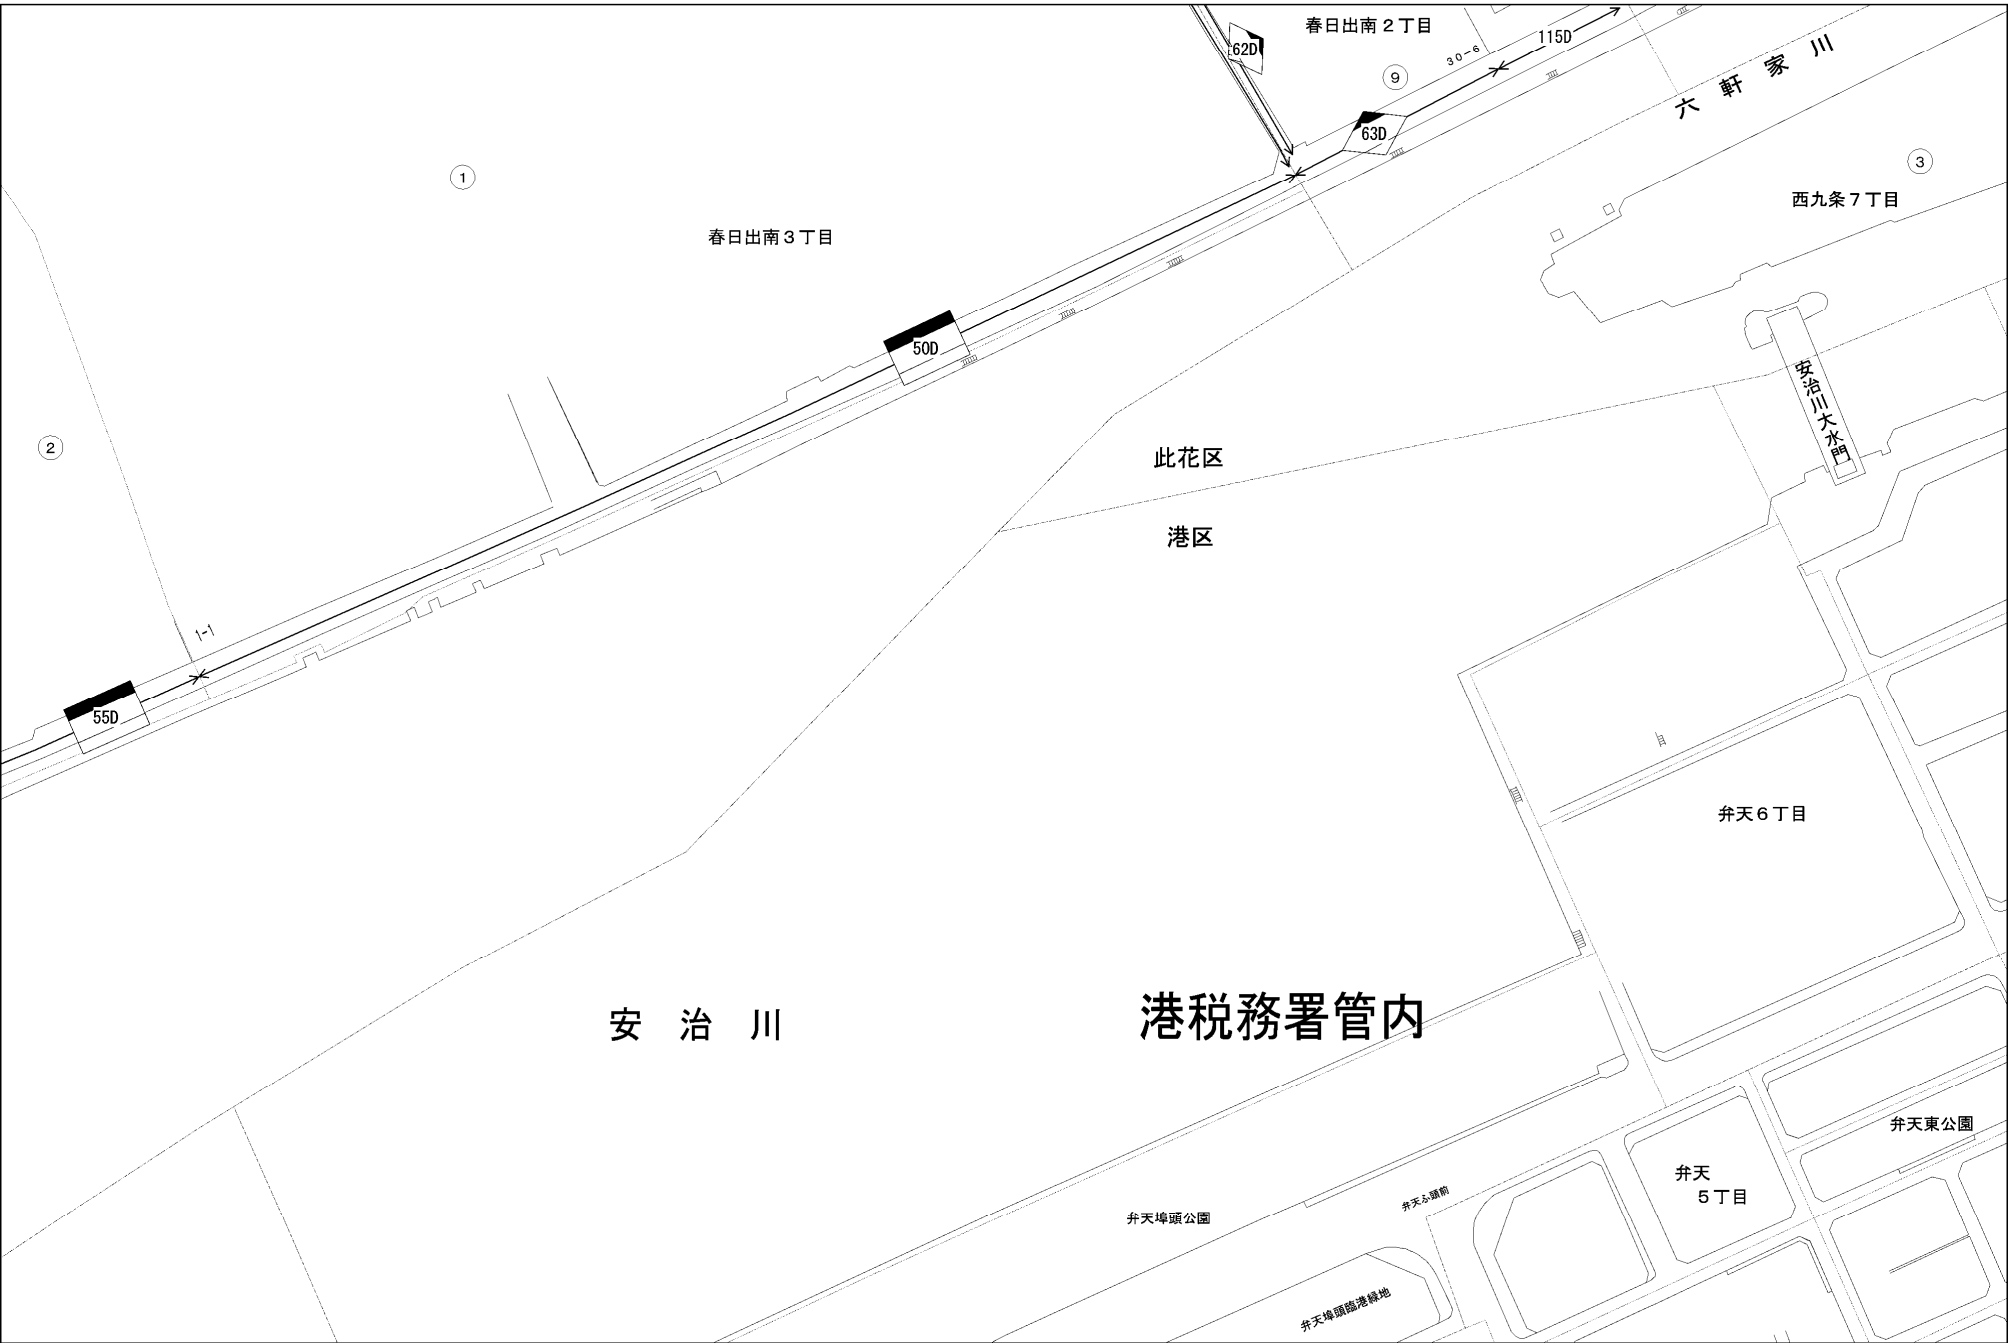 春日出南２丁目
62D
115D
30-6
⑨
63D
六軒家川
①
③
西九条７丁目
春日出南３丁目
50D
安治川大水門
②
此花区
港区
1-1
55D
弁天６丁目
安治川
港税務署管内
弁天東公園
弁天
５丁目
弁天ふ頭前
弁天埠頭公園
弁天埠頭臨港緑地